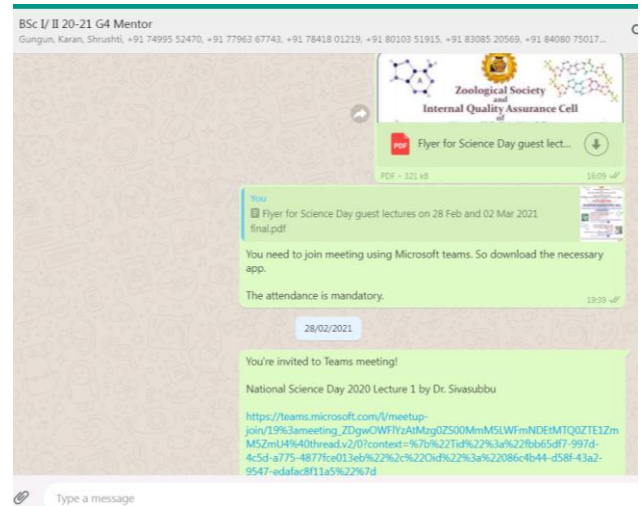 BSc I/ II 20-21 G4 Mentor
Gungun, Karan, Shrushti, +91 74995 52470, +91 77963 67743, +91 78418 01219, +91 80103 51915, +91 83085 20569, +91 84080 75017...
Zoological Society
and
Internal Quality Assurance Cell
of
PDF Flyer for Science Day guest lect...
PDF • 321 kB 16:09
You
Flyer for Science Day guest lectures on 28 Feb and 02 Mar 2021
final.pdf
You need to join meeting using Microsoft teams. So download the necessary
app.
The attendance is mandatory.
19:39
28/02/2021
You're invited to Teams meeting!
National Science Day 2020 Lecture 1 by Dr. Sivasubbu
https://teams.microsoft.com/l/meetup-
join/19%3ameeting_ZDgwOWFlYzAtMzg0ZS00MmM5LWFmNDEtMTQ0ZTE1Zm
M5ZmU4%40thread.v2/0?context=%7b%22Tid%22%3a%22fbb65df7-997d-
4c5d-a775-4877fce013eb%22%2c%22Oid%22%3a%22086c4b44-d58f-43a2-
9547-edafac8f11a5%22%7d
Type a message